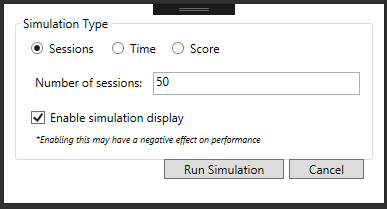 Simulation Type
Sessions Time Score
Number of sessions: 50
Enable simulation display
*Enabling this may have a negative effect on performance
Run Simulation Cancel